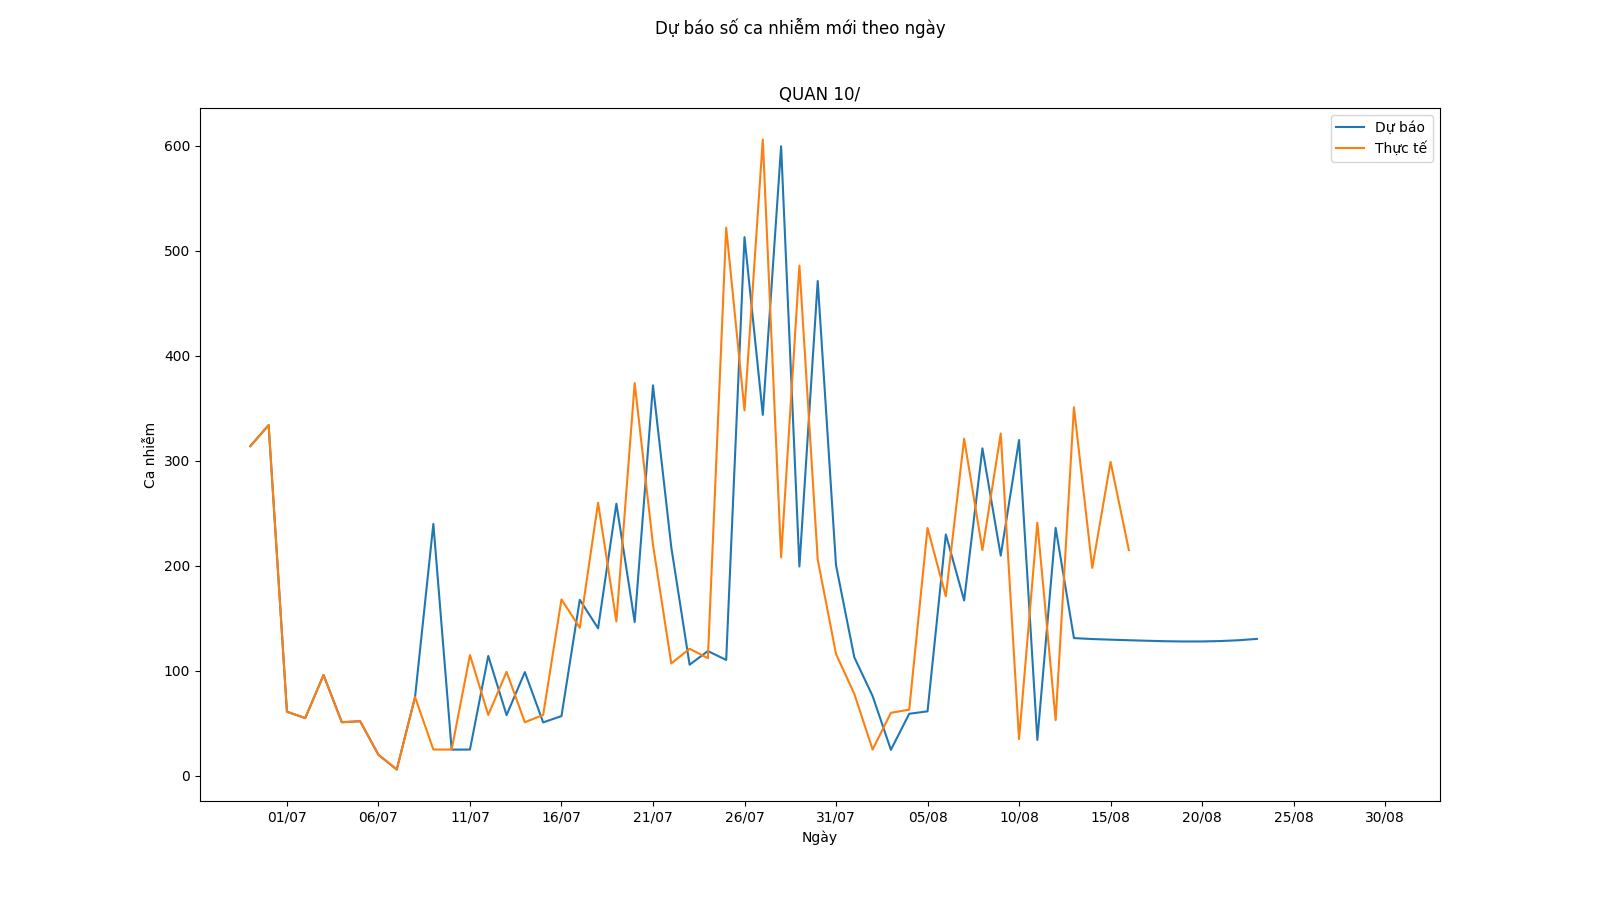 Dự báo số ca nhiễm mới theo ngày
QUAN 10/
Dự báo
Thực tế
600
500
400
300
200
100
0
Ca nhiễm
01/07 06/07 11/07 16/07 21/07 26/07 31/07 05/08 10/08 15/08 20/08 25/08 30/08
Ngày